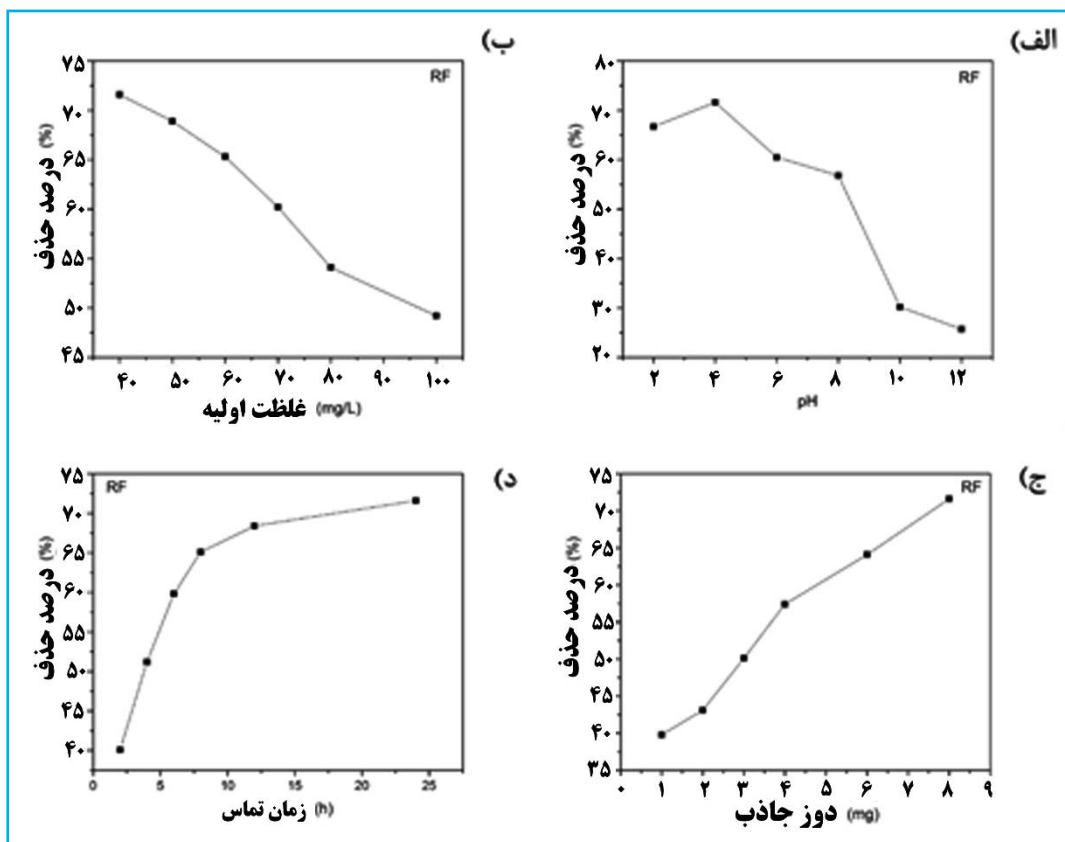 الف)
RF
درصد حذف (%)
۸۰
۷۰
۶۰
۵۰
۴۰
۳۰
۲۰
۲ ۴ ۶ ۸ ۱۰ ۱۲
pH
ب)
RF
درصد حذف (%)
۷۵
۷۰
۶۵
۶۰
۵۵
۵۰
۴۵
۴۰ ۵۰ ۶۰ ۷۰ ۸۰ ۹۰ ۱۰۰
غلظت اولیه (mg/L)
ج)
RF
درصد حذف (%)
۷۵
۷۰
۶۵
۶۰
۵۵
۵۰
۴۵
۴۰
۳۵
۰ ۱ ۲ ۳ ۴ ۵ ۶ ۷ ۸ ۹
دوز جاذب (mg)
د)
RF
درصد حذف (%)
۷۵
۷۰
۶۵
۶۰
۵۵
۵۰
۴۵
۴۰
0 5 10 15 20 25
زمان تماس (h)